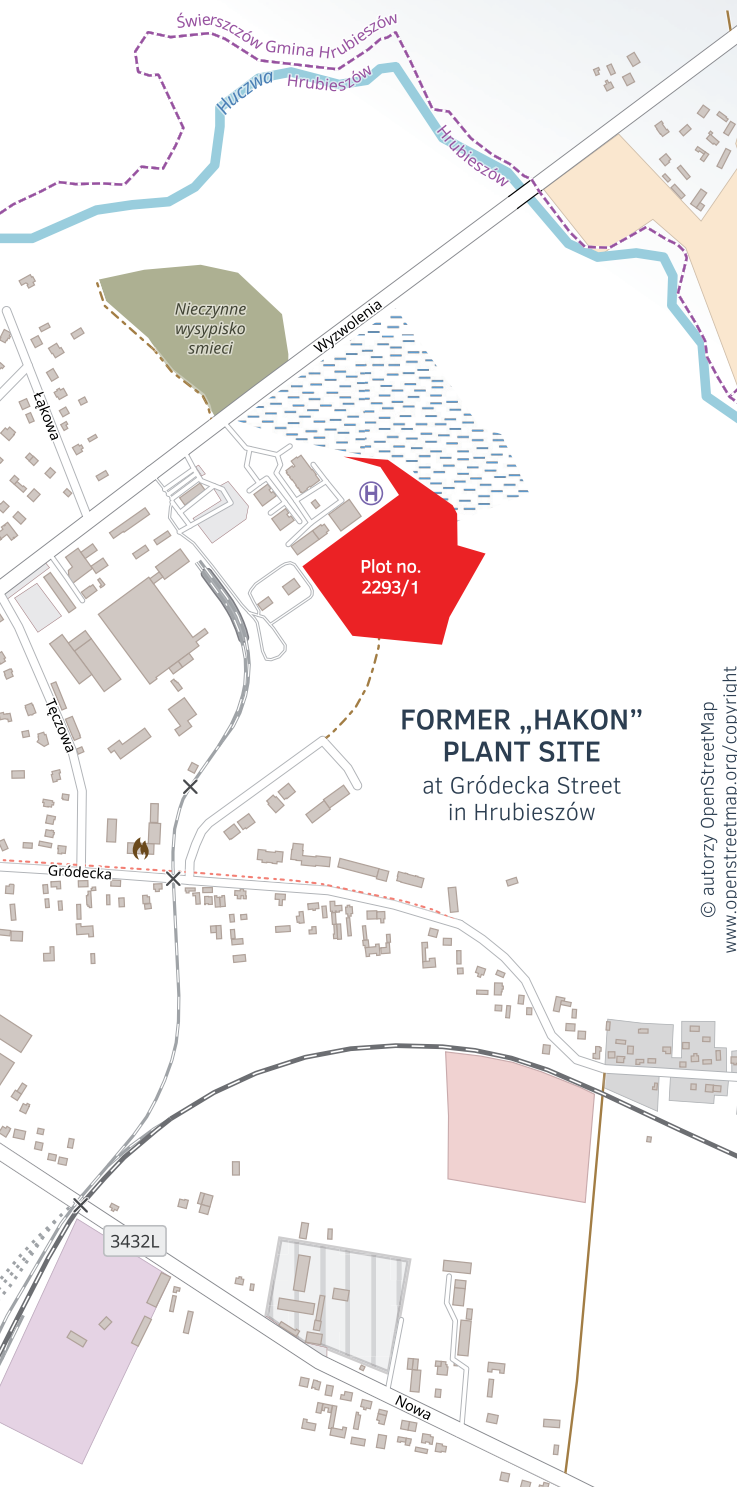 Świerszczów Gmina Hrubieszów
Huczwa
Hrubieszów
Hrubieszów
Nieczynne
wysypisko
smieci
Wyzwolenia
Łąkowa
H
Plot no.
2293/1
Tęczowa
FORMER „HAKON”
PLANT SITE
at Gródecka Street
in Hrubieszów
© autorzy OpenStreetMap
www.openstreetmap.org/copyright
Gródecka
3432L
Nowa